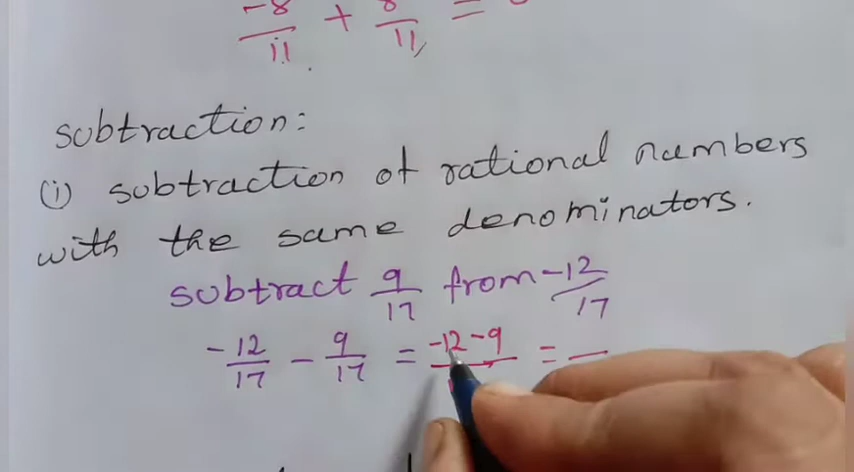 -8/11 + 8/11 =
subtraction:
(i) subtraction of rational numbers
with the same denominators.
subtract 9/17 from -12/17
-12/17 - 9/17 = -12-9/ = —